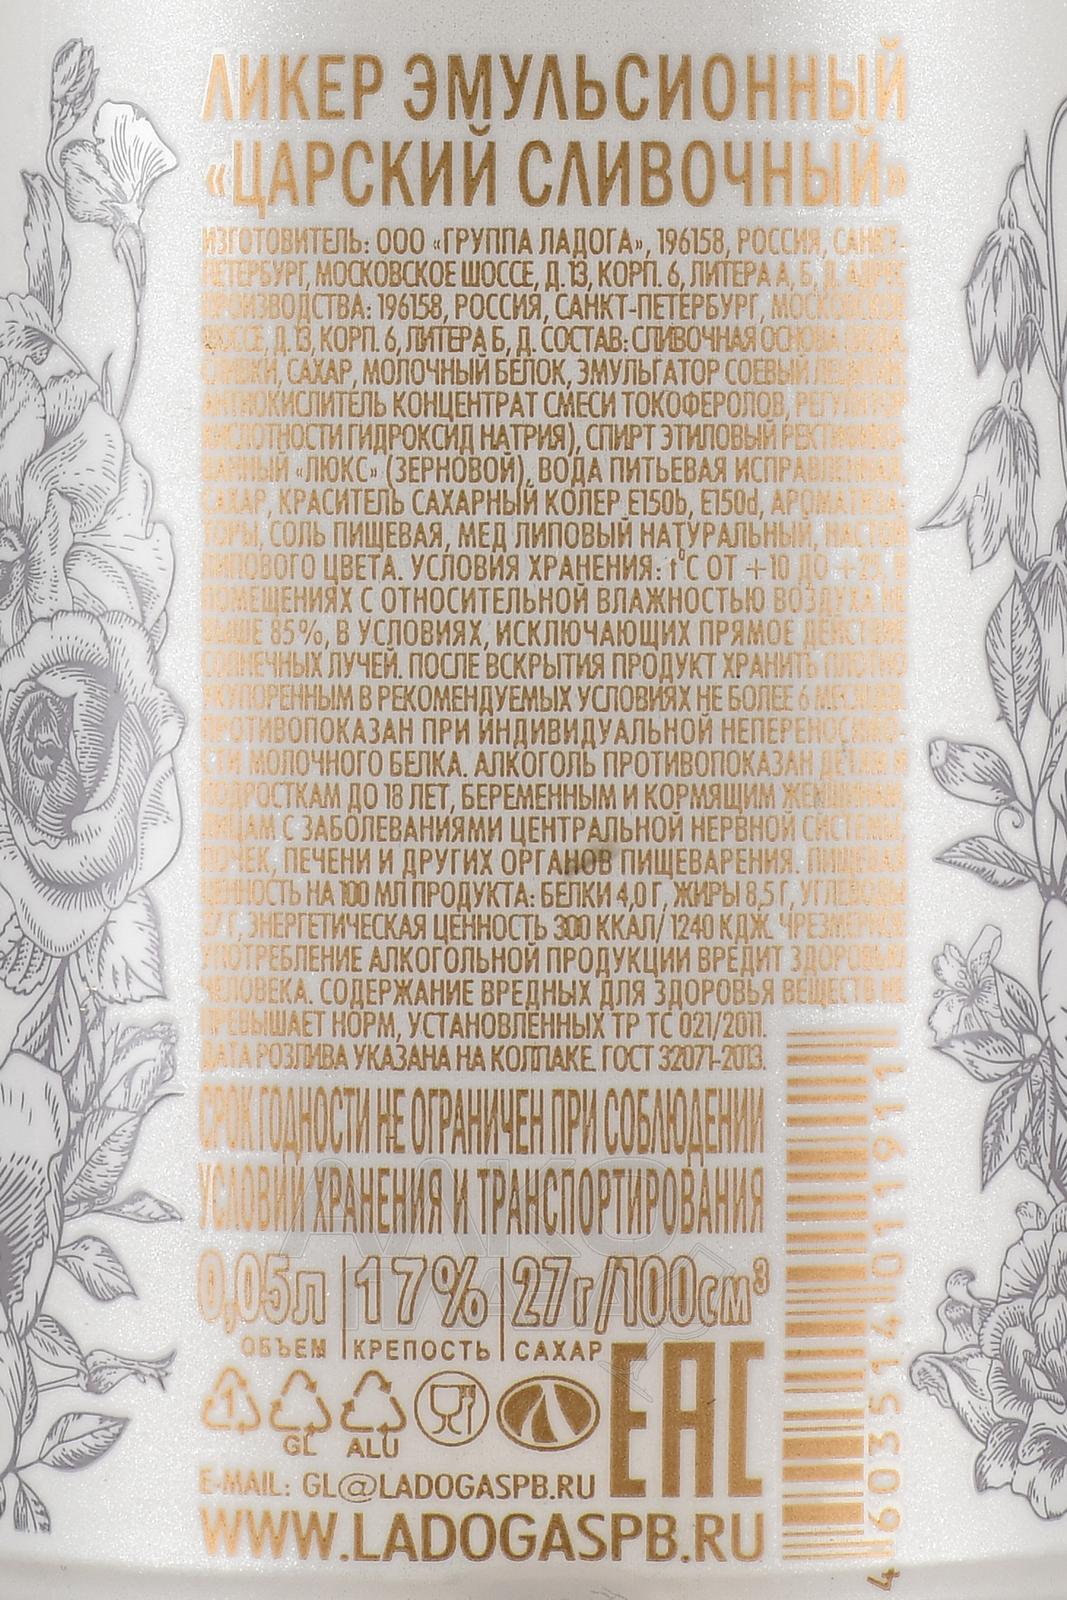 ЛИКЕР ЭМУЛЬСИОННЫЙ
«ЦАРСКИЙ СЛИВОЧНЫЙ»
ИЗГОТОВИТЕЛЬ: ООО «ГРУППА ЛАДОГА», 196158, РОССИЯ, САНКТ-
ПЕТЕРБУРГ, МОСКОВСКОЕ ШОССЕ, Д. 13, КОРП. 6, ЛИТЕРА А, Б, Д. АДРЕС
ПРОИЗВОДСТВА: 196158, РОССИЯ, САНКТ-ПЕТЕРБУРГ, МОСКОВСКОЕ
ШОССЕ, Д. 13, КОРП. 6, ЛИТЕРА Б, Д. СОСТАВ: СЛИВОЧНАЯ ОСНОВА (ВОДА,
СЛИВКИ, САХАР, МОЛОЧНЫЙ БЕЛОК, ЭМУЛЬГАТОР СОЕВЫЙ ЛЕЦИТИН,
АНТИОКИСЛИТЕЛЬ КОНЦЕНТРАТ СМЕСИ ТОКОФЕРОЛОВ, РЕГУЛЯТОР
КИСЛОТНОСТИ ГИДРОКСИД НАТРИЯ), СПИРТ ЭТИЛОВЫЙ РЕКТИФИКО-
ВАННЫЙ «ЛЮКС» (ЗЕРНОВОЙ), ВОДА ПИТЬЕВАЯ ИСПРАВЛЕННАЯ,
САХАР, КРАСИТЕЛЬ САХАРНЫЙ КОЛЕР Е150b, Е150d, АРОМАТИЗА-
ТОРЫ, СОЛЬ ПИЩЕВАЯ, МЕД ЛИПОВЫЙ НАТУРАЛЬНЫЙ, НАСТОЙ
ЛИПОВОГО ЦВЕТА. УСЛОВИЯ ХРАНЕНИЯ: t°С ОТ +10 ДО +25, В
ПОМЕЩЕНИЯХ С ОТНОСИТЕЛЬНОЙ ВЛАЖНОСТЬЮ ВОЗДУХА НЕ
ВЫШЕ 85%, В УСЛОВИЯХ, ИСКЛЮЧАЮЩИХ ПРЯМОЕ ДЕЙСТВИЕ
СОЛНЕЧНЫХ ЛУЧЕЙ. ПОСЛЕ ВСКРЫТИЯ ПРОДУКТ ХРАНИТЬ ПЛОТНО
УКУПОРЕННЫМ В РЕКОМЕНДУЕМЫХ УСЛОВИЯХ НЕ БОЛЕЕ 6 МЕСЯЦЕВ.
ПРОТИВОПОКАЗАН ПРИ ИНДИВИДУАЛЬНОЙ НЕПЕРЕНОСИМО-
СТИ МОЛОЧНОГО БЕЛКА. АЛКОГОЛЬ ПРОТИВОПОКАЗАН ДЕТЯМ И
ПОДРОСТКАМ ДО 18 ЛЕТ, БЕРЕМЕННЫМ И КОРМЯЩИМ ЖЕНЩИНАМ,
ЛИЦАМ С ЗАБОЛЕВАНИЯМИ ЦЕНТРАЛЬНОЙ НЕРВНОЙ СИСТЕМЫ,
ПОЧЕК, ПЕЧЕНИ И ДРУГИХ ОРГАНОВ ПИЩЕВАРЕНИЯ. ПИЩЕВАЯ
ЦЕННОСТЬ НА 100 МЛ ПРОДУКТА: БЕЛКИ 4,0 Г, ЖИРЫ 8,5 Г, УГЛЕВОДЫ
Г, ЭНЕРГЕТИЧЕСКАЯ ЦЕННОСТЬ 300 ККАЛ/ 1240 КДЖ. ЧРЕЗМЕРНОЕ
УПОТРЕБЛЕНИЕ АЛКОГОЛЬНОЙ ПРОДУКЦИИ ВРЕДИТ ЗДОРОВЬЮ
ЧЕЛОВЕКА. СОДЕРЖАНИЕ ВРЕДНЫХ ДЛЯ ЗДОРОВЬЯ ВЕЩЕСТВ НЕ
ПРЕВЫШАЕТ НОРМ, УСТАНОВЛЕННЫХ ТР ТС 021/2011.
ДАТА РОЗЛИВА УКАЗАНА НА КОЛПАКЕ. ГОСТ 32071-2013.
СРОК ГОДНОСТИ НЕ ОГРАНИЧЕН ПРИ СОБЛЮДЕНИИ
УСЛОВИЙ ХРАНЕНИЯ И ТРАНСПОРТИРОВАНИЯ
0,05л 17% 27г/100см³
ОБЪЕМ КРЕПОСТЬ САХАР
1
GL ALU
EAC
E-MAIL: GL@LADOGASPB.RU
WWW.LADOGASPB.RU
4 603514 011911